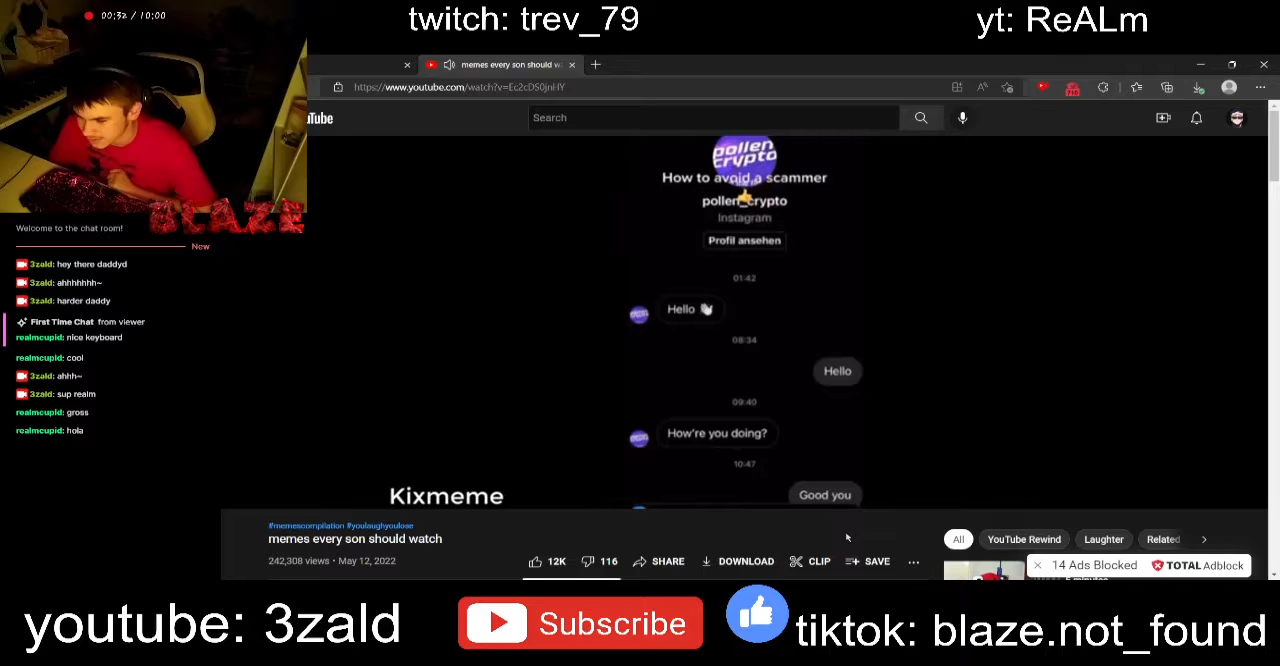 twitch: trev_79
yt: ReALm
00:32 / 10:00
memes every son should w
https://www.youtube.com/watch?v=Ec2cDS0jnHY
uTube
Search
BLAZE
Welcome to the chat room!
New
3zald: hey there daddyd
3zald: ahhhhhhh~
3zald: harder daddy
First Time Chat from viewer
realmcupid: nice keyboard
realmcupid: cool
3zald: ahhh~
3zald: sup realm
realmcupid: gross
realmcupid: hola
pollen crypto
How to avoid a scammer
pollen_crypto
Instagram
Profil ansehen
01:42
Hello 👋
08:34
Hello
09:40
How're you doing?
10:47
Good you
Kixmeme
#memescompilation #youlaughyoulose
memes every son should watch
242,308 views • May 12, 2022
12K
116
SHARE
DOWNLOAD
CLIP
SAVE
All
YouTube Rewind
Laughter
Related
14 Ads Blocked
TOTAL Adblock
youtube: 3zald
Subscribe
tiktok: blaze.not_found